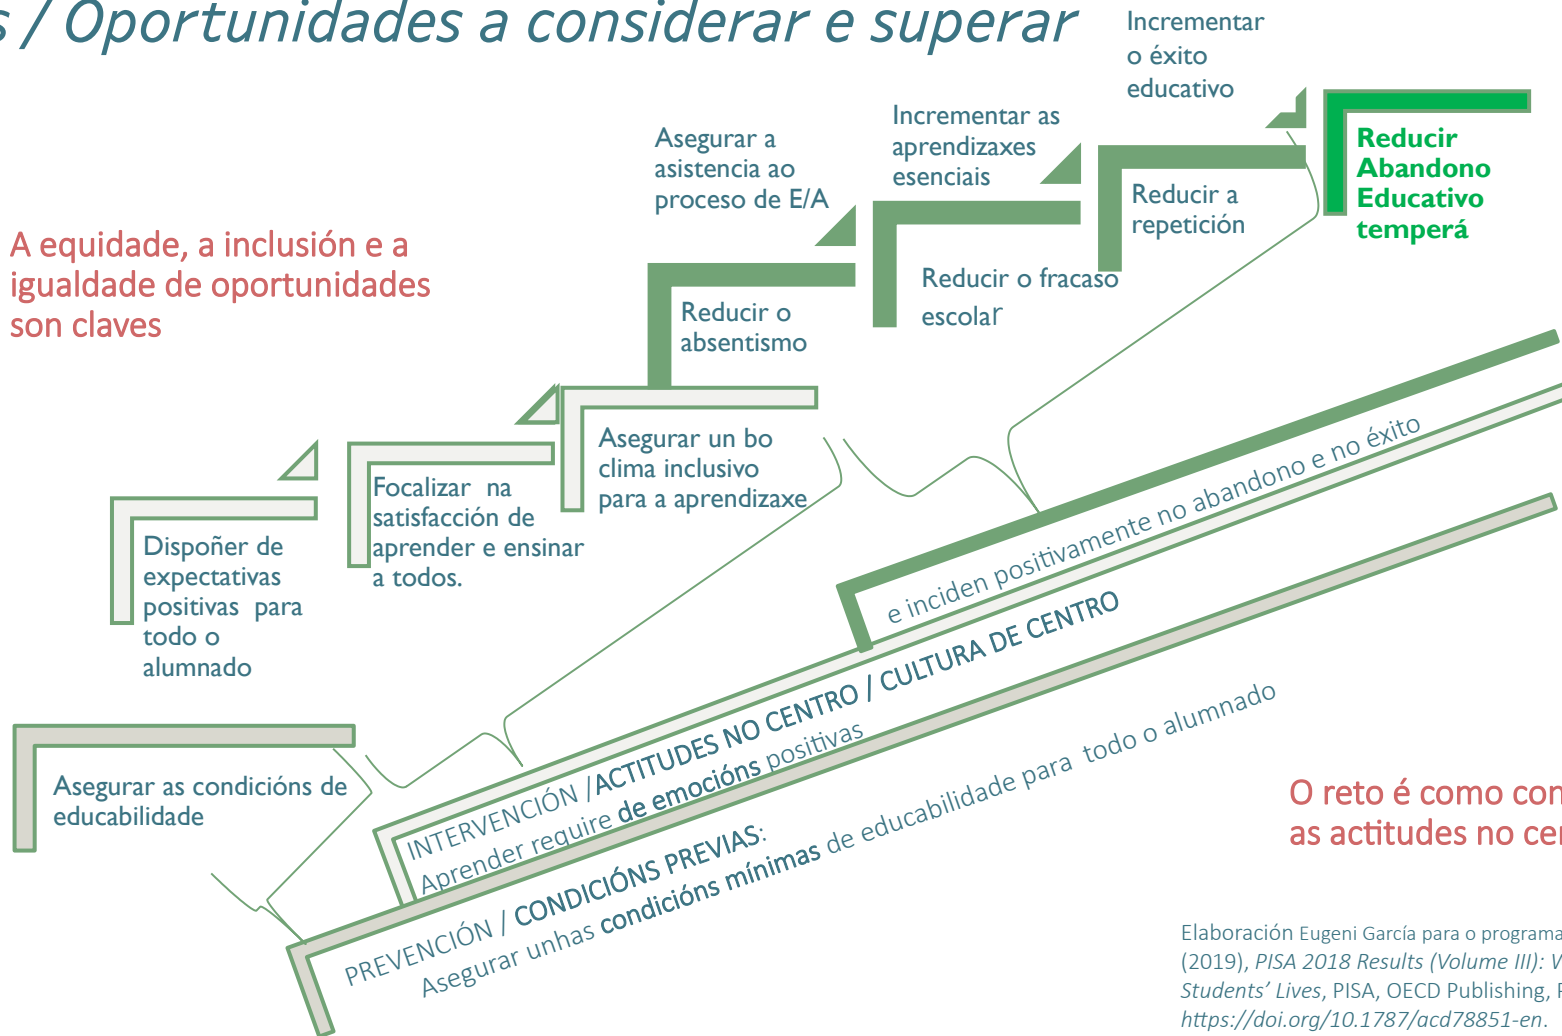 / Oportunidades a considerar e superar
Incrementar
o éxito
educativo
Incrementar as
aprendizaxes
esenciais
Asegurar a
asistencia ao
proceso de E/A
Reducir
Abandono
Educativo
temperá
Reducir a
repetición
A equidade, a inclusión e a
igualdade de oportunidades
son claves
Reducir o fracaso
escolar
Reducir o
absentismo
Asegurar un bo
clima inclusivo
para a aprendizaxe
Focalizar na
satisfacción de
aprender e ensinar
a todos.
Dispoñer de
expectativas
positivas para
todo o
alumnado
Asegurar as condicións de
educabilidade
e inciden positivamente no abandono e no éxito
INTERVENCIÓN /ACTITUDES NO CENTRO / CULTURA DE CENTRO
Aprender require de emocións positivas
PREVENCIÓN / CONDICIÓNS PREVIAS:
Asegurar unhas condicións mínimas de educabilidade para todo o alumnado
O reto é como
as actitudes no
Elaboración Eugeni García para o programa
(2019), PISA 2018 Results (Volume III):
Students' Lives, PISA, OECD Publishing,
https://doi.org/10.1787/acd78851-en.